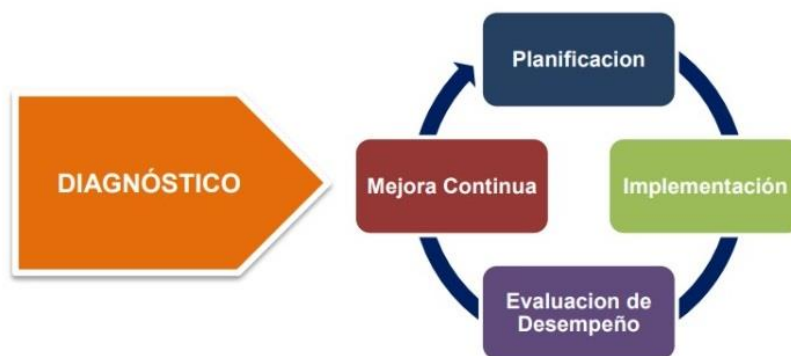 DIAGNÓSTICO
Planificacion
Implementación
Evaluacion de
Desempeño
Mejora Continua